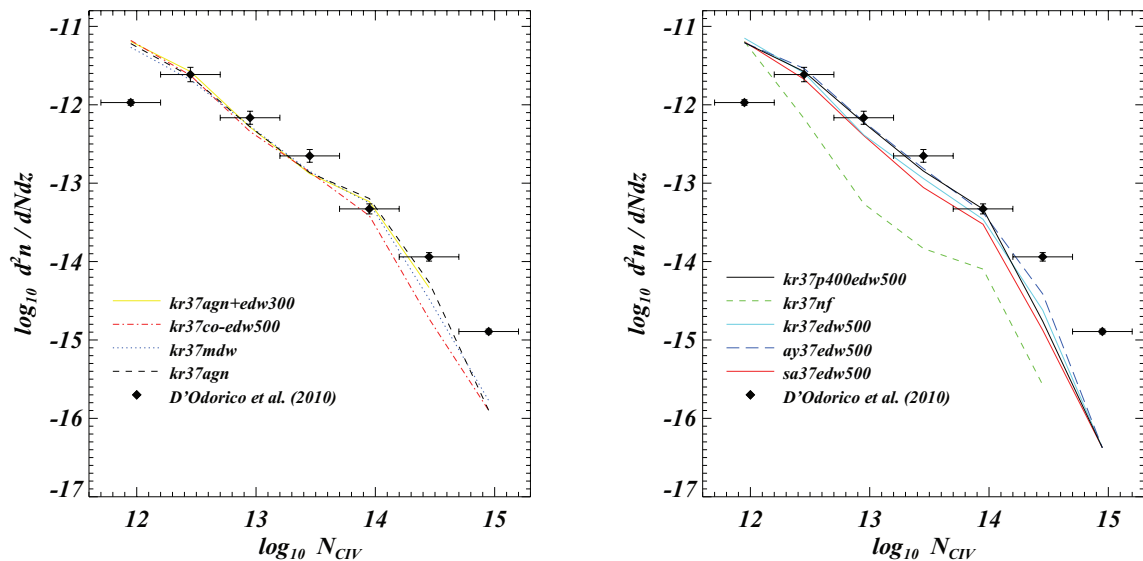 -11
-12
-13
-14
-15
-16
-17
log₁₀ d²n / dNdz
kr37agn+edw300
kr37co-edw500
kr37mdw
kr37agn
D'Odorico et al. (2010)
12 13 14 15
log₁₀ N_CIV
-11
-12
-13
-14
-15
-16
-17
log₁₀ d²n / dNdz
kr37p400edw500
kr37nf
kr37edw500
ay37edw500
sa37edw500
D'Odorico et al. (2010)
12 13 14 15
log₁₀ N_CIV